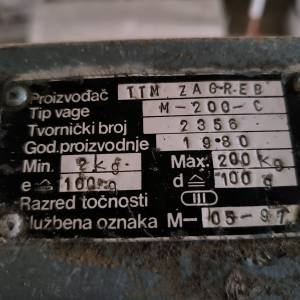 Proizvođač TTM ZAGREB
Tip vage M-200-C
Tvornički broj 2356
God.proizvodnje 1980
Min. 2kg Max. 200kg
e ≙ 100g d ≙ 100g
Razred točnosti III
Službena oznaka M- 05-97